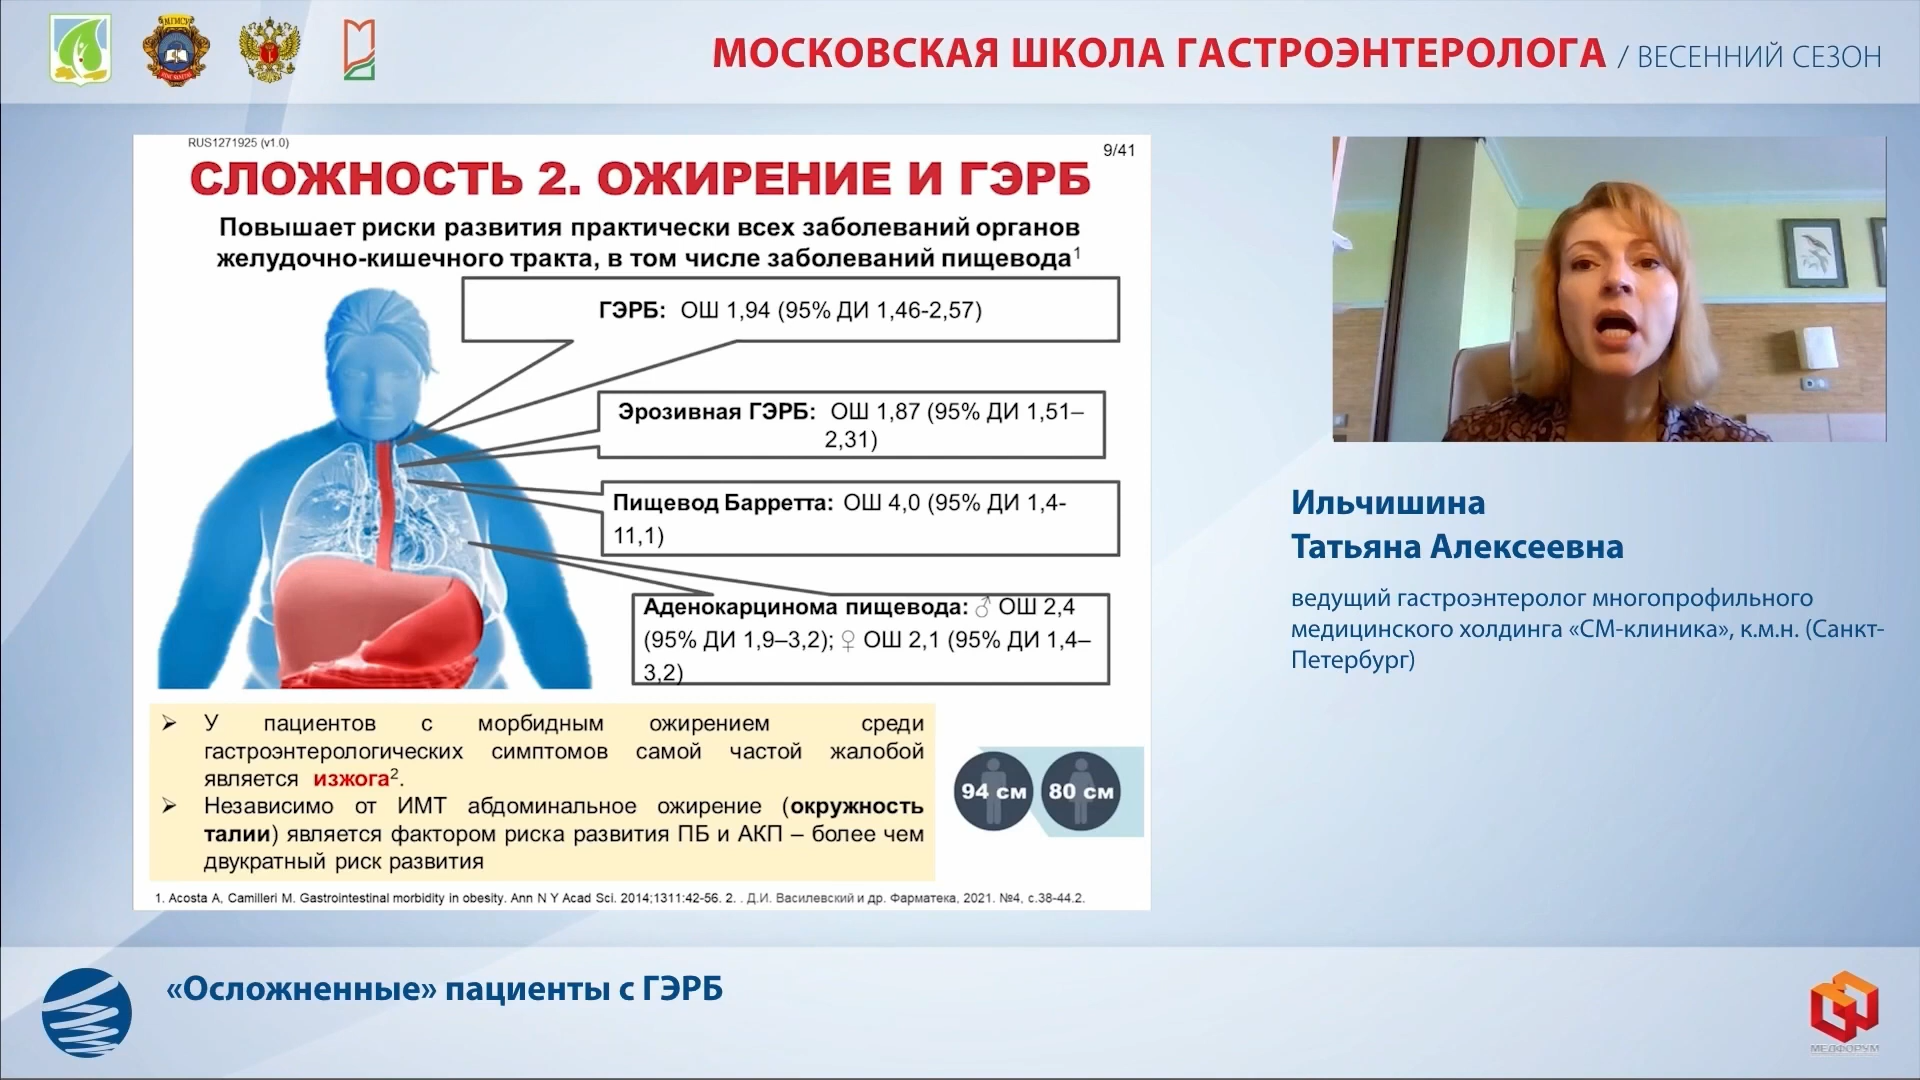 МГМСУ
МОСКОВСКАЯ ШКОЛА ГАСТРОЭНТЕРОЛОГА / ВЕСЕННИЙ СЕЗОН
RUS1271925 (v1.0)
9/41
СЛОЖНОСТЬ 2. ОЖИРЕНИЕ И ГЭРБ
Повышает риски развития практически всех заболеваний органов
желудочно-кишечного тракта, в том числе заболеваний пищевода1
ГЭРБ: ОШ 1,94 (95% ДИ 1,46-2,57)
Эрозивная ГЭРБ: ОШ 1,87 (95% ДИ 1,51–
2,31)
Пищевод Барретта: ОШ 4,0 (95% ДИ 1,4-
11,1)
Аденокарцинома пищевода: ♂ ОШ 2,4
(95% ДИ 1,9–3,2); ♀ ОШ 2,1 (95% ДИ 1,4–
3,2)
➢ У пациентов с морбидным ожирением среди
гастроэнтерологических симптомов самой частой жалобой
является изжога2.
➢ Независимо от ИМТ абдоминальное ожирение (окружность
талии) является фактором риска развития ПБ и АКП – более чем
двукратный риск развития
94 см 80 см
1. Acosta A, Camilleri M. Gastrointestinal morbidity in obesity. Ann N Y Acad Sci. 2014;1311:42-56. 2. . Д.И. Василевский и др. Фарматека, 2021. №4, с.38-44.2.
Ильчишина
Татьяна Алексеевна
ведущий гастроэнтеролог многопрофильного
медицинского холдинга «СМ-клиника», к.м.н. (Санкт-
Петербург)
«Осложненные» пациенты с ГЭРБ
МЕДФОРУМ